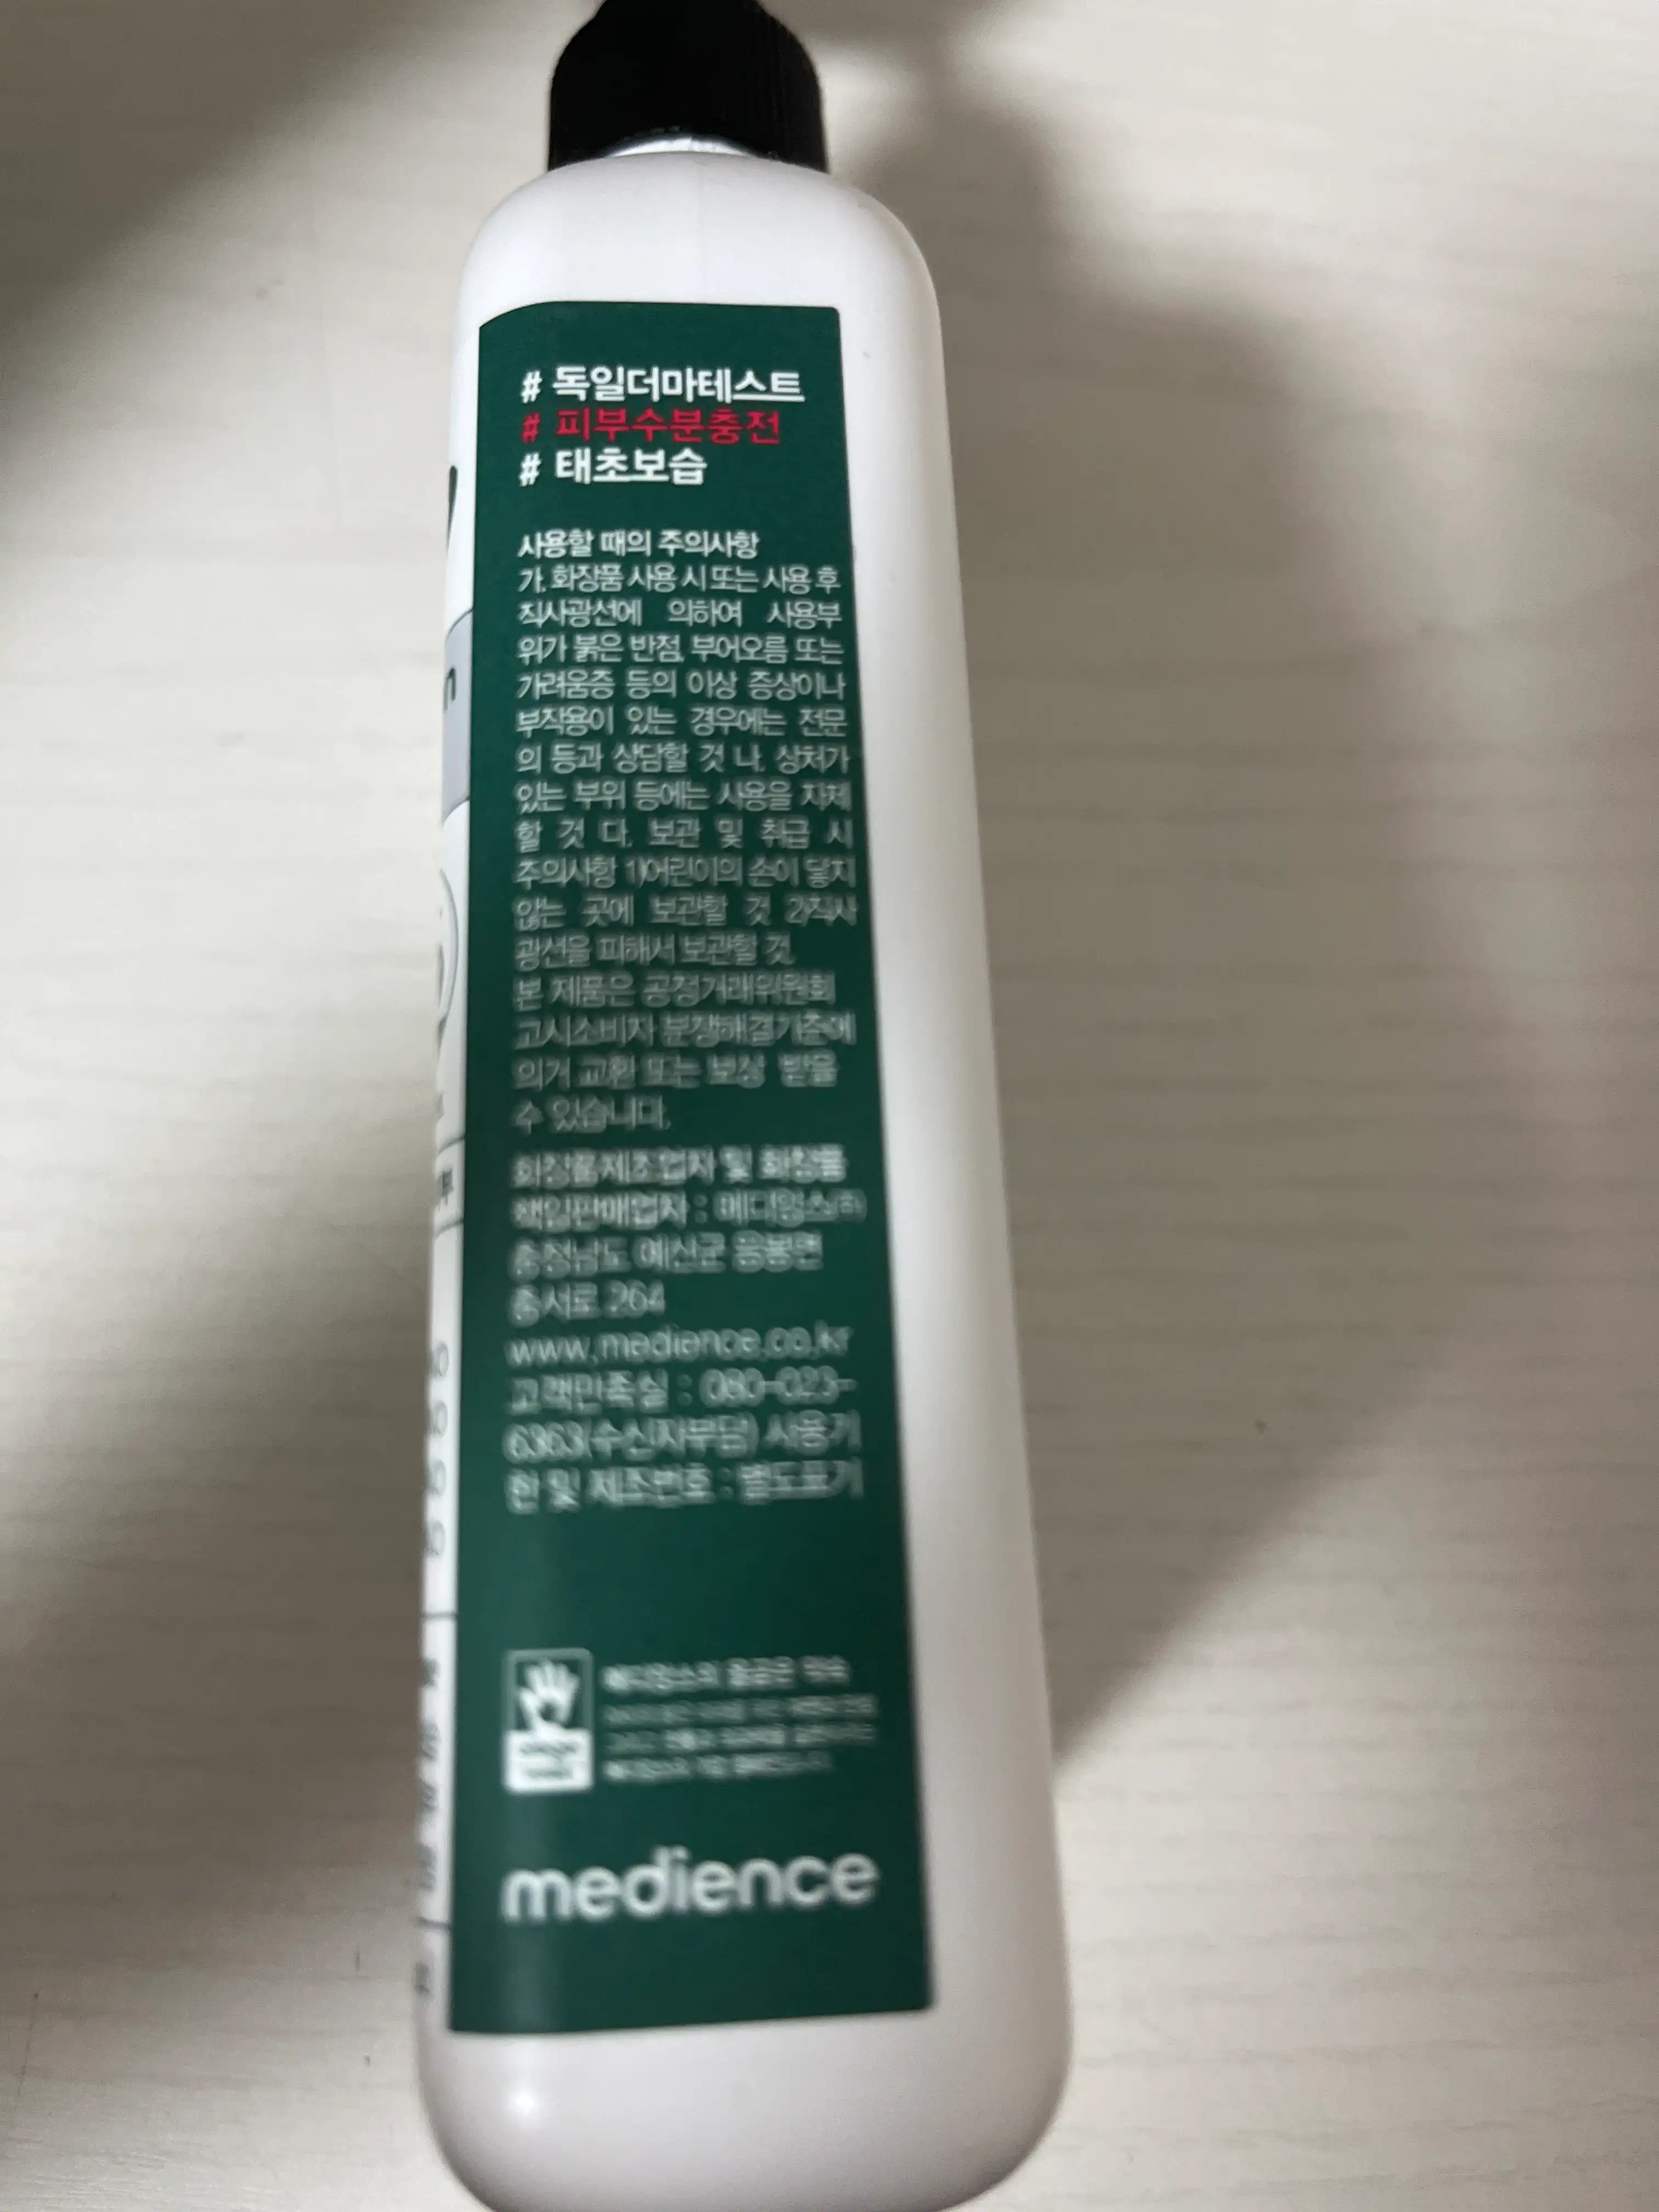 # 독일더마테스트
# 피부수분충전
# 태초보습
사용할 때의 주의사항
가. 화장품 사용 시 또는 사용 후
직사광선에 의하여 사용부
위가 붉은 반점, 부어오름 또는
가려움증 등의 이상 증상이나
부작용이 있는 경우에는 전문
의 등과 상담할 것 나. 상처가
있는 부위 등에는 사용을 자제
할 것 다. 보관 및 취급 시
주의사항 1)어린이의 손이 닿지
않는 곳에 보관할 것 2)직사
광선을 피해서 보관할 것.
본 제품은 공정거래위원회
고시소비자 분쟁해결기준에
의거 교환 또는 보상 받을
수 있습니다.
화장품제조업자 및 화장품
책임판매업자 : 메디앙스㈜
충청남도 예산군 응봉면
충서로 264
www.medience.co.kr
고객만족실 : 080-023-
6363(수신자부담) 사용기
한 및 제조번호 : 별도표기
medience